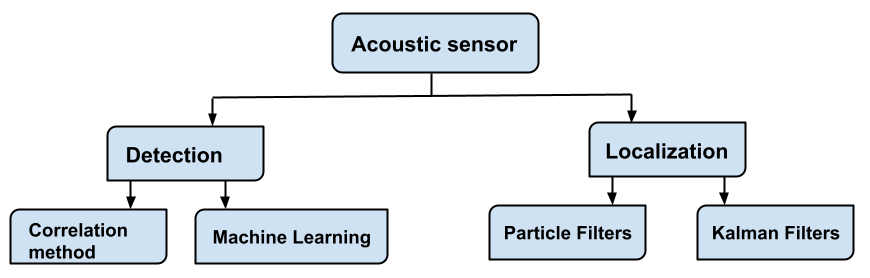 Acoustic sensor
Detection
Localization
Correlation
method
Machine Learning
Particle Filters
Kalman Filters